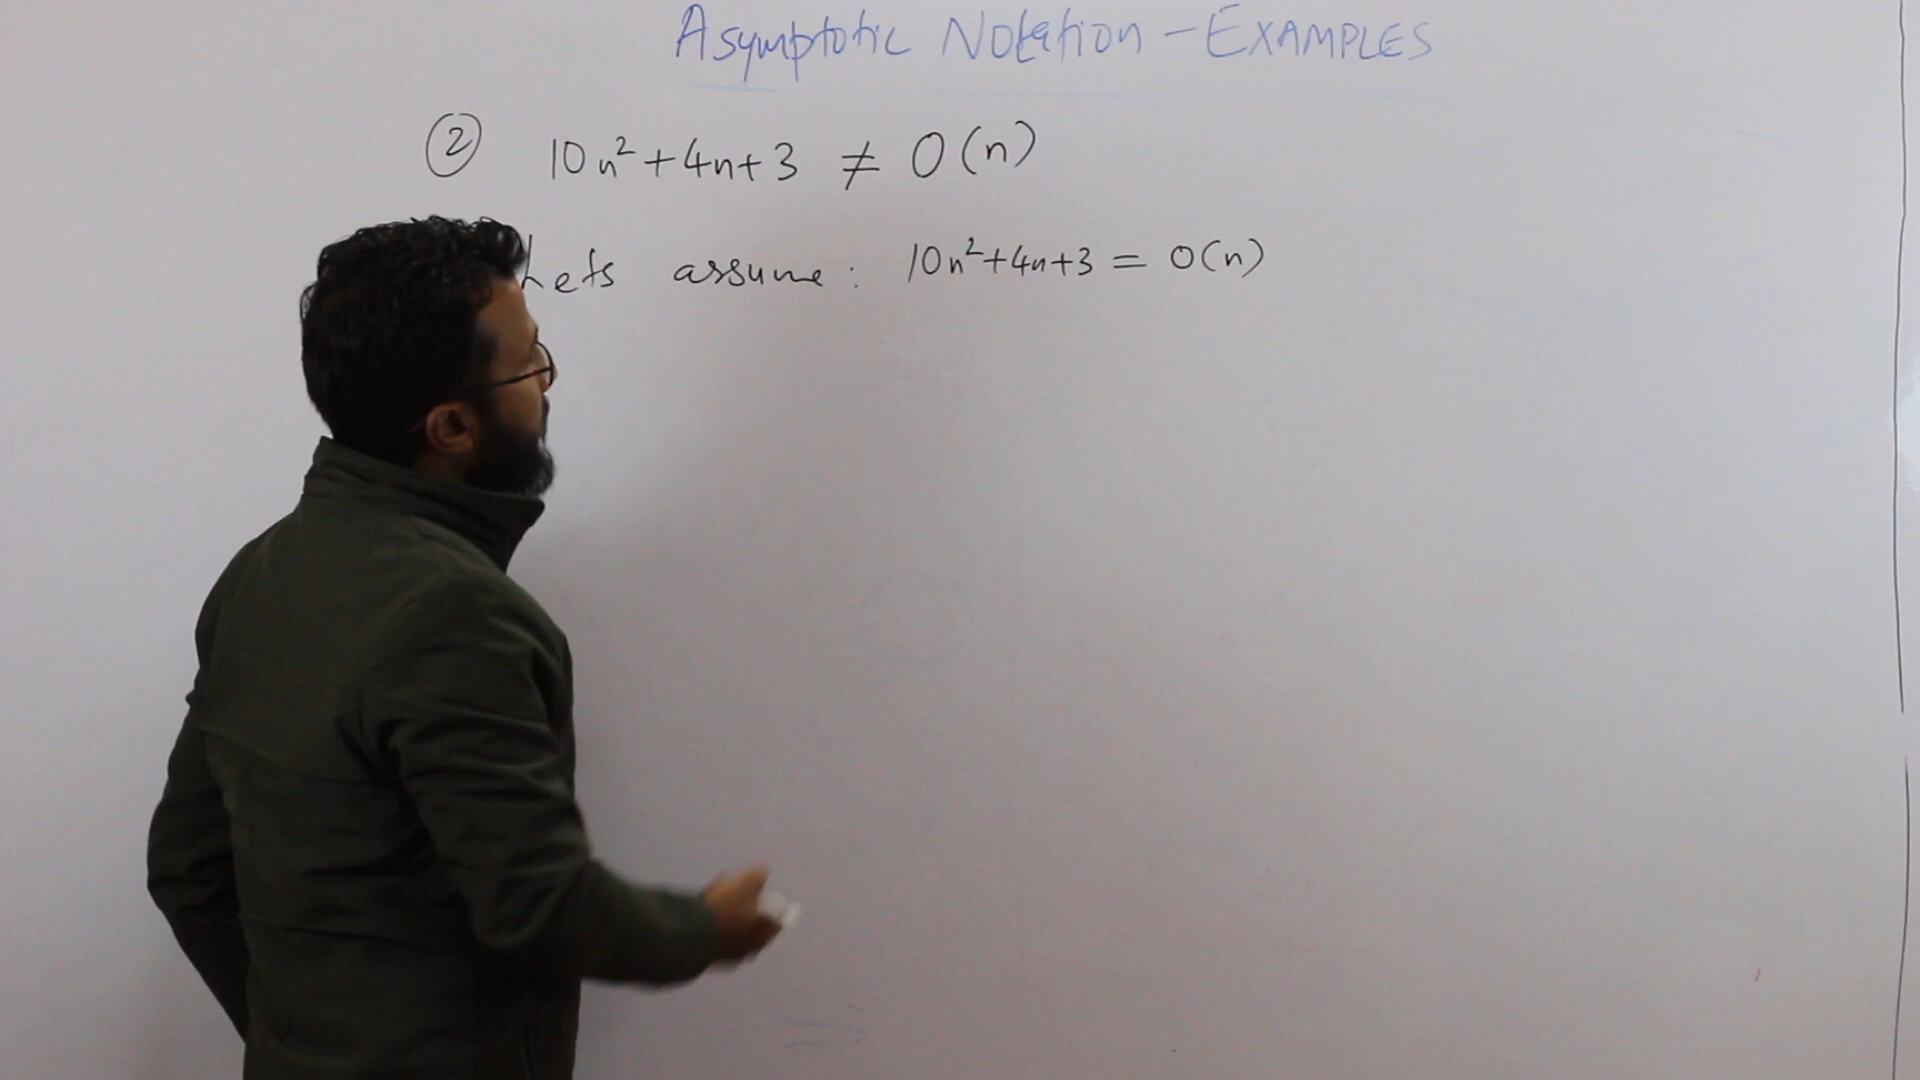 Asymptotic Notation - EXAMPLES
② 10n²+4n+3 ≠ O(n)
Lets assume: 10n²+4n+3 = O(n)